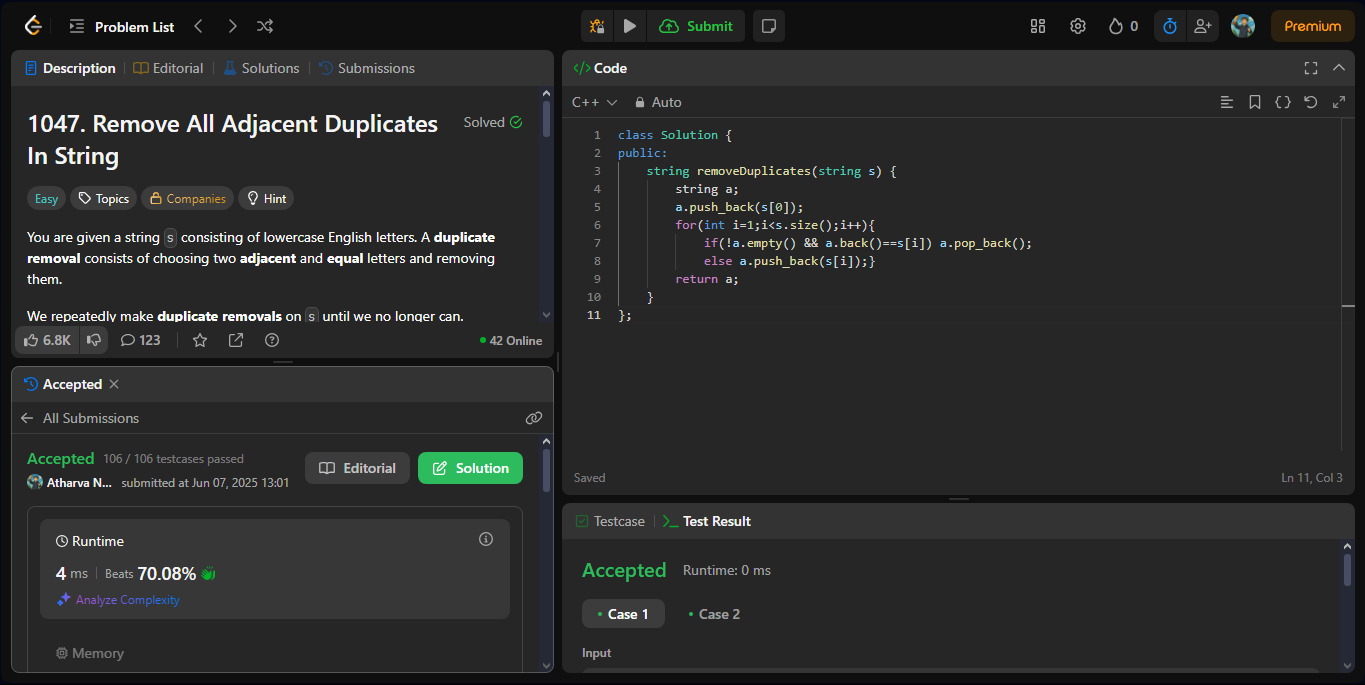 Problem List
Submit
0
Premium
Description
Editorial
Solutions
Submissions
1047. Remove All Adjacent Duplicates
In String
Solved
Easy
Topics
Companies
Hint
You are given a string s consisting of lowercase English letters. A duplicate
removal consists of choosing two adjacent and equal letters and removing
them.
We repeatedly make duplicate removals on s until we no longer can.
6.8K
123
42 Online
Accepted
All Submissions
Accepted 106 / 106 testcases passed
Atharva N... submitted at Jun 07, 2025 13:01
Editorial
Solution
Runtime
4 ms Beats 70.08%
Analyze Complexity
Memory
</> Code
C++
Auto
1 class Solution {
2 public:
3 string removeDuplicates(string s) {
4 string a;
5 a.push_back(s[0]);
6 for(int i=1;i<s.size();i++){
7 if(!a.empty() && a.back()==s[i]) a.pop_back();
8 else a.push_back(s[i]);}
9 return a;
10 }
11 };
Saved
Ln 11, Col 3
Testcase
>_ Test Result
Accepted Runtime: 0 ms
Case 1
Case 2
Input